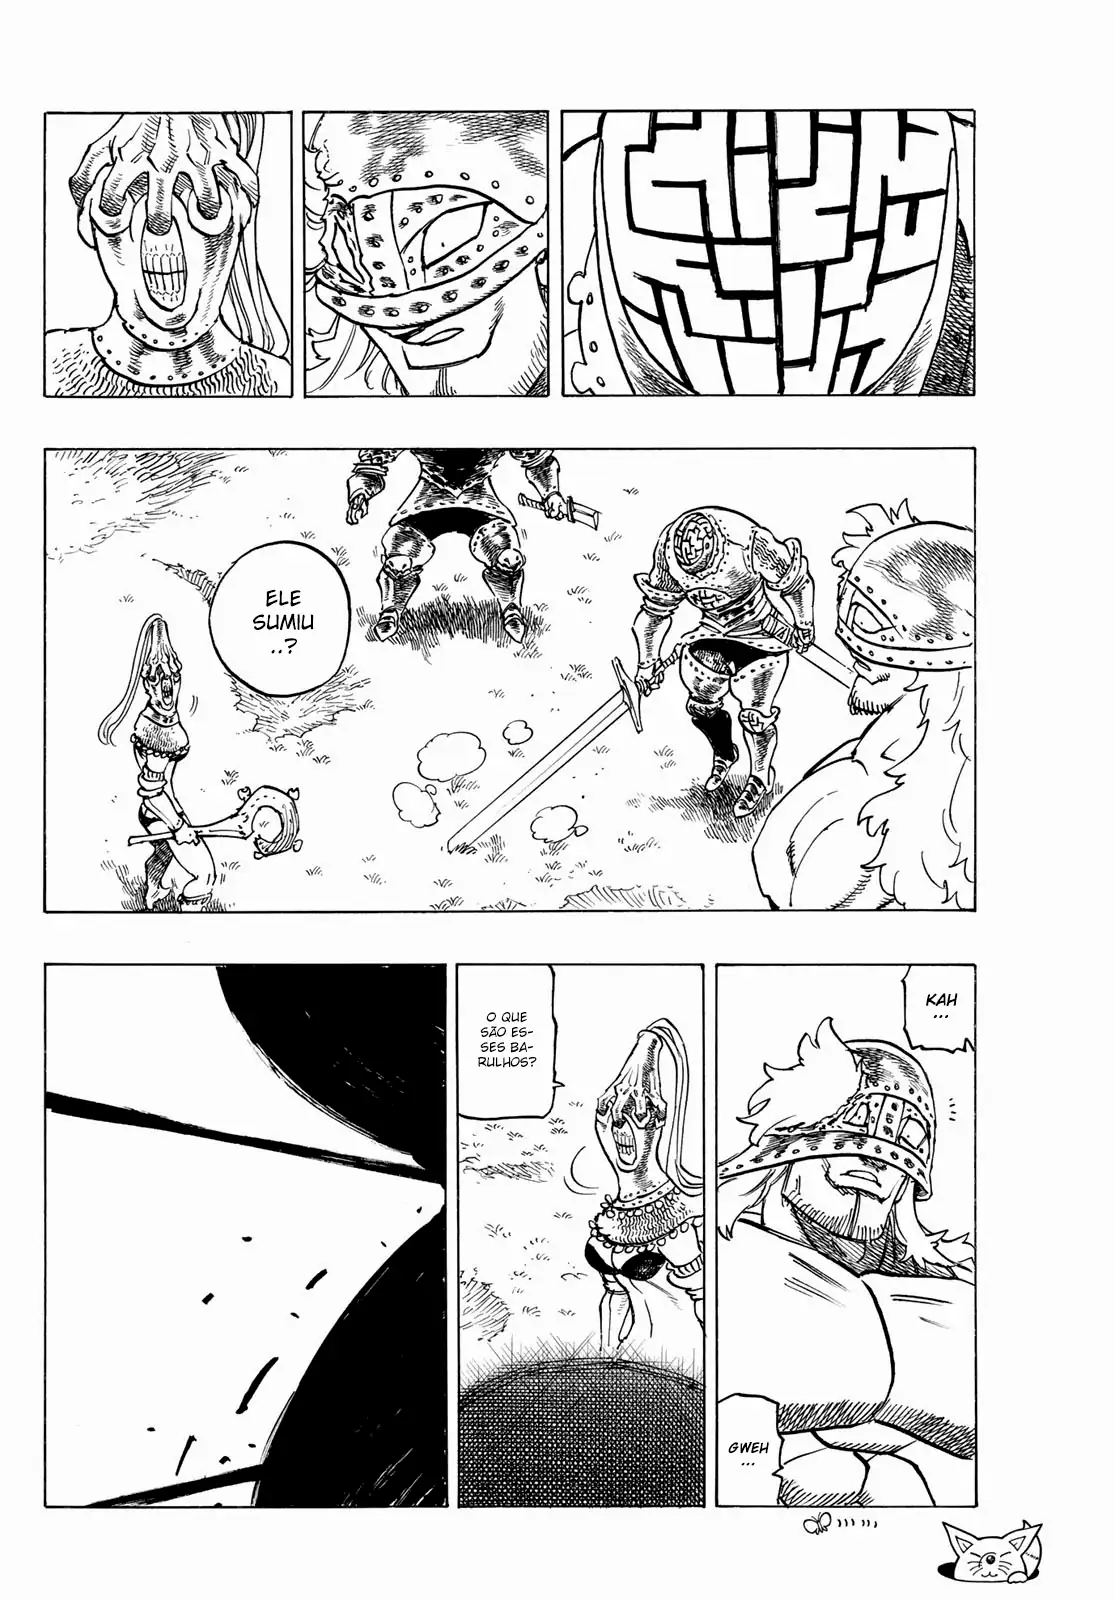 ELE
SUMIU
..?
KAH
...
GWEH
...
O QUE
SÃO ES-
SES BA-
RULHOS?